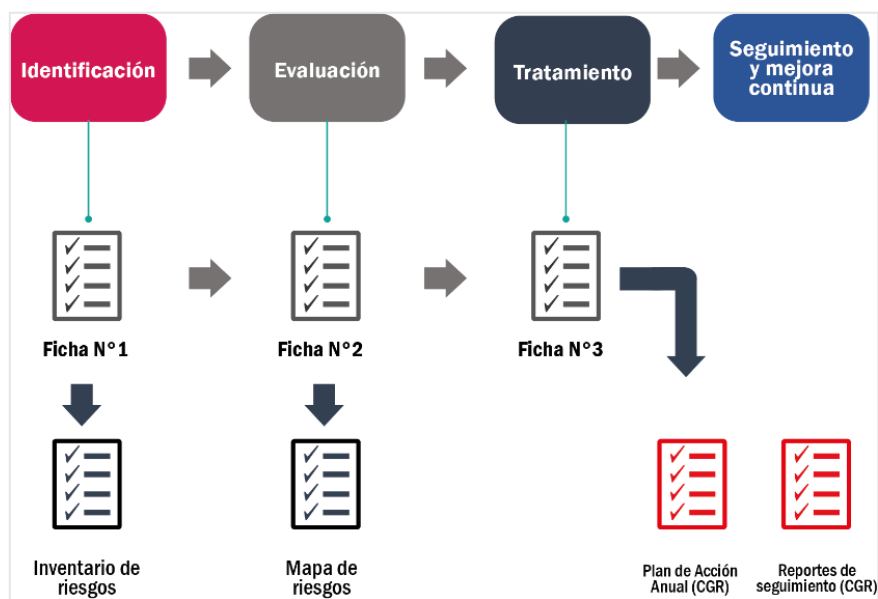 Identificación
Evaluación
Tratamiento
Seguimiento
y mejora
contínua
Ficha N°1
Ficha N°2
Ficha N°3
Inventario de
riesgos
Mapa de
riesgos
Plan de Acción
Anual (CGR)
Reportes de
seguimiento (CGR)